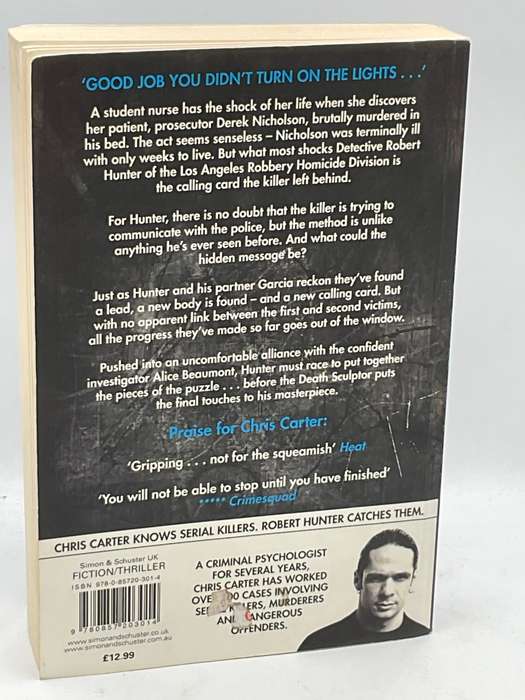 ‘GOOD JOB YOU DIDN’T TURN ON THE LIGHTS . . .’
A student nurse has the shock of her life when she discovers
her patient, prosecutor Derek Nicholson, brutally murdered in
his bed. The act seems senseless – Nicholson was terminally ill
with only weeks to live. But what most shocks Detective Robert
Hunter of the Los Angeles Robbery Homicide Division is
the calling card the killer left behind.
For Hunter, there is no doubt that the killer is trying to
communicate with the police, but the method is unlike
anything he’s ever seen before. And what could the
hidden message be?
Just as Hunter and his partner Garcia reckon they’ve found
a lead, a new body is found – and a new calling card. But
with no apparent link between the first and second victims,
all the progress they’ve made so far goes out of the window.
Pushed into an uncomfortable alliance with the confident
investigator Alice Beaumont, Hunter must race to put together
the pieces of the puzzle . . . before the Death Sculptor puts
the final touches to his masterpiece.
Praise for Chris Carter:
‘Gripping . . . not for the squeamish’ Heat
‘You will not be able to stop until you have finished’
***** Crimesquad
CHRIS CARTER KNOWS SERIAL KILLERS. ROBERT HUNTER CATCHES THEM.
Simon & Schuster UK
FICTION/THRILLER
ISBN 978-0-85720-301-4
9 780857 203014
www.simonandschuster.co.uk
www.simonandschuster.com.au
£12.99
A CRIMINAL PSYCHOLOGIST
FOR SEVERAL YEARS,
CHRIS CARTER HAS WORKED
CASES INVOLVING
MURDERERS
OFFENDERS.